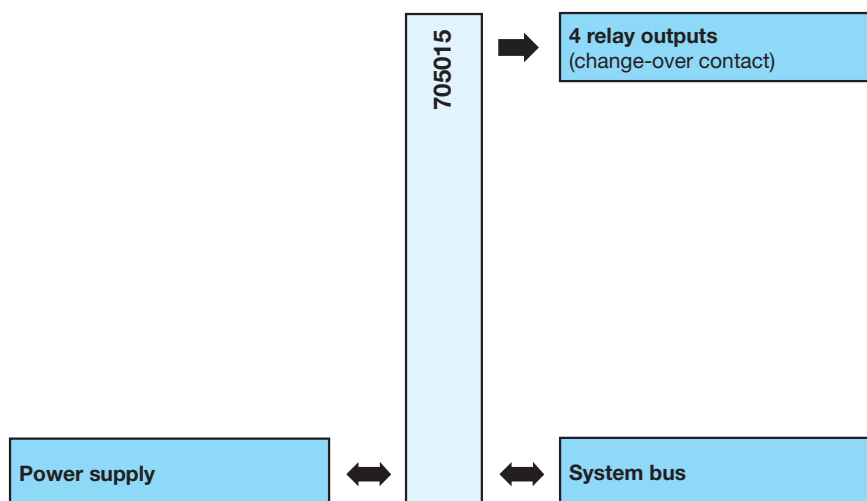 705015
4 relay outputs
(change-over contact)
Power supply
System bus